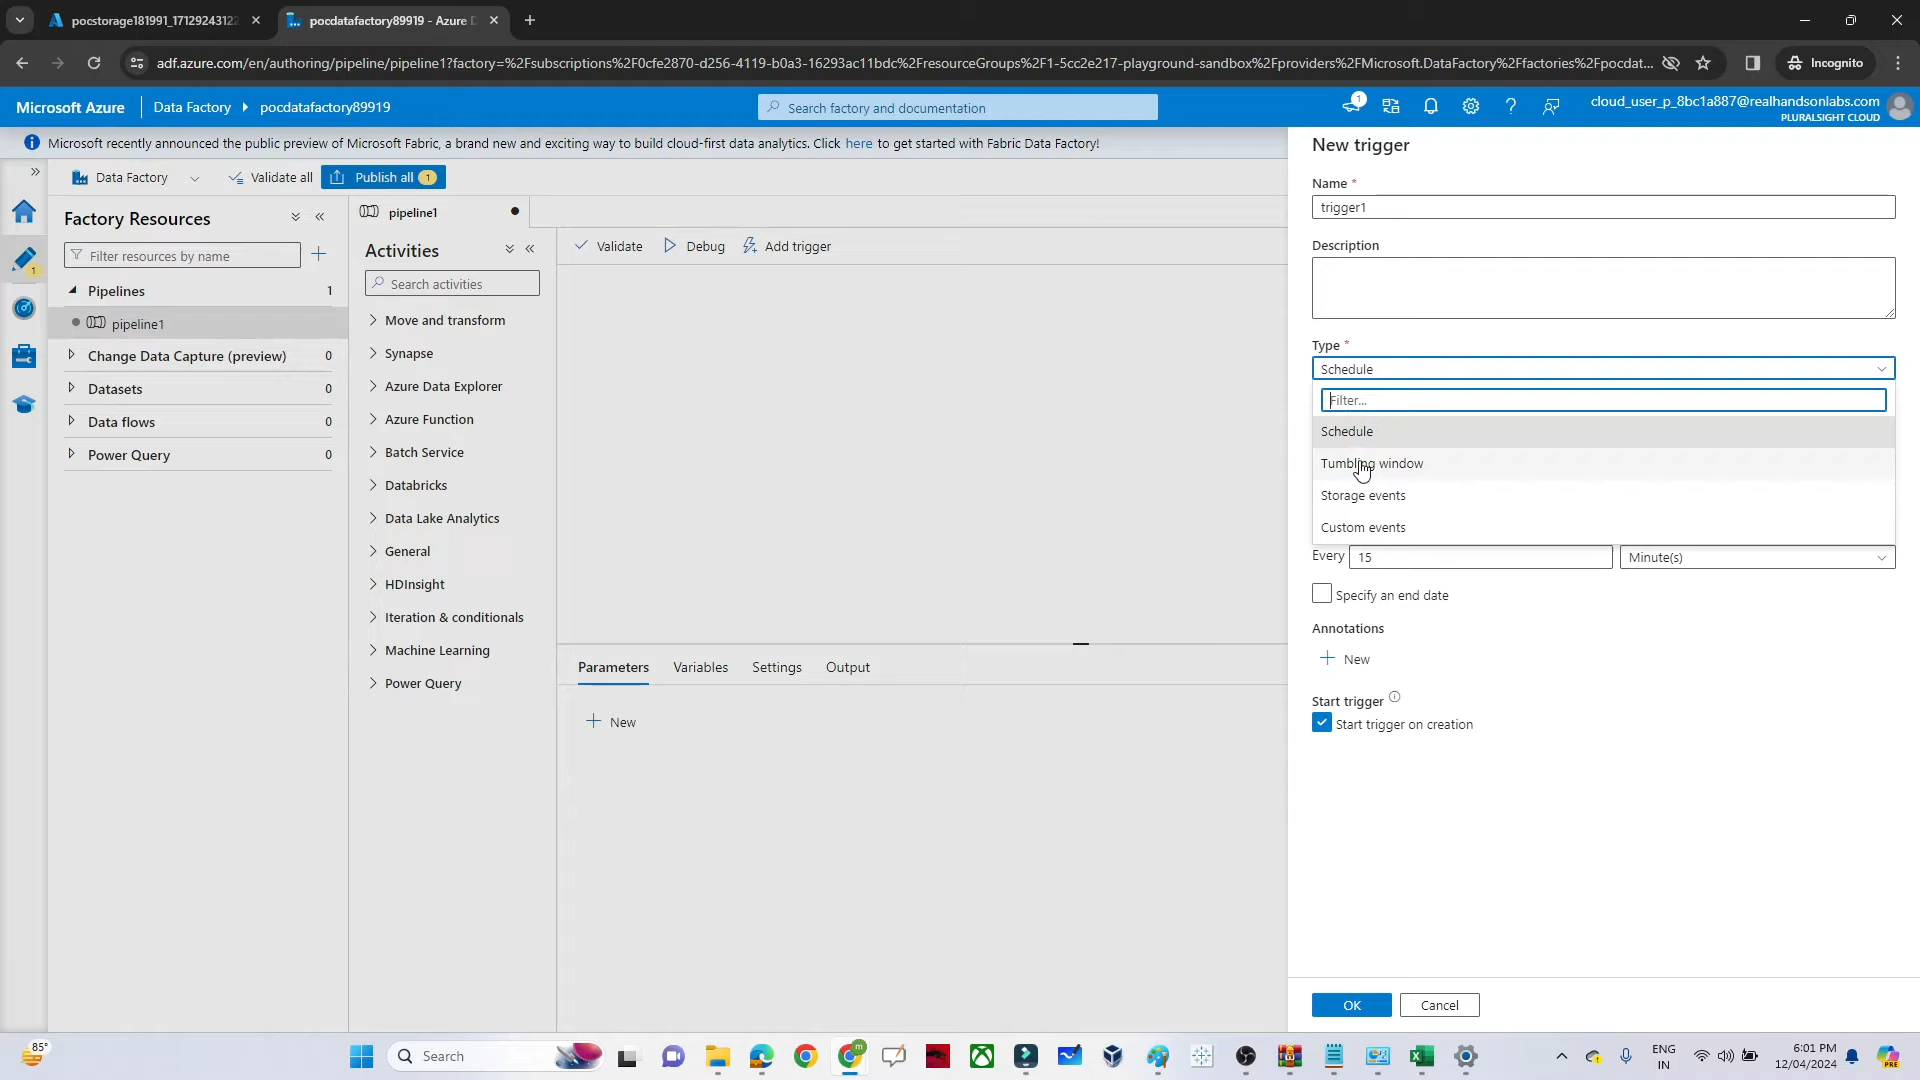 pocstorage181991_1712924312
pocdatafactory89919 - Azure D
adf.azure.com/en/authoring/pipeline/pipeline1?factory=%2Fsubscriptions%2F0cfe2870-d256-4119-b0a3-16293ac11bdc%2FresourceGroups%2F1-5cc2e217-playground-sandbox%2Fproviders%2FMicrosoft.DataFactory%2Ffactories%2Fpocdat...
Incognito
Microsoft Azure
Data Factory
pocdatafactory89919
Search factory and documentation
1
cloud_user_p_8bc1a887@realhandsonlabs.com
PLURALSIGHT CLOUD
Microsoft recently announced the public preview of Microsoft Fabric, a brand new and exciting way to build cloud-first data analytics. Click here to get started with Fabric Data Factory!
Data Factory
Validate all
Publish all 1
1
Factory Resources
Filter resources by name
Pipelines 1
pipeline1
Change Data Capture (preview) 0
Datasets 0
Data flows 0
Power Query 0
pipeline1
Activities
Search activities
Move and transform
Synapse
Azure Data Explorer
Azure Function
Batch Service
Databricks
Data Lake Analytics
General
HDInsight
Iteration & conditionals
Machine Learning
Power Query
Validate
Debug
Add trigger
Parameters
Variables
Settings
Output
New
New trigger
Name *
trigger1
Description
Type *
Schedule
Filter...
Schedule
Tumbling window
Storage events
Custom events
Every 15 Minute(s)
Specify an end date
Annotations
New
Start trigger
Start trigger on creation
OK
Cancel
85°
Search
m
ENG
IN
6:01 PM
12/04/2024
PRE